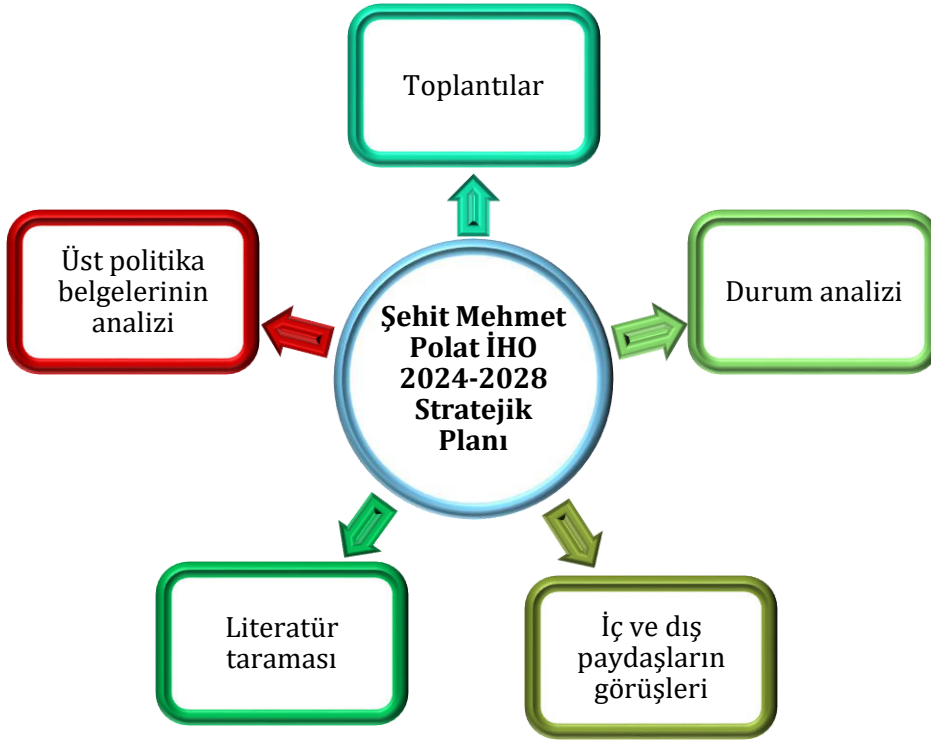 Toplantılar
Üst politika
belgelerinin
analizi
Şehit Mehmet
Polat İHO
2024-2028
Stratejik
Planı
Durum analizi
Literatür
taraması
İç ve dış
paydaşların
görüşleri